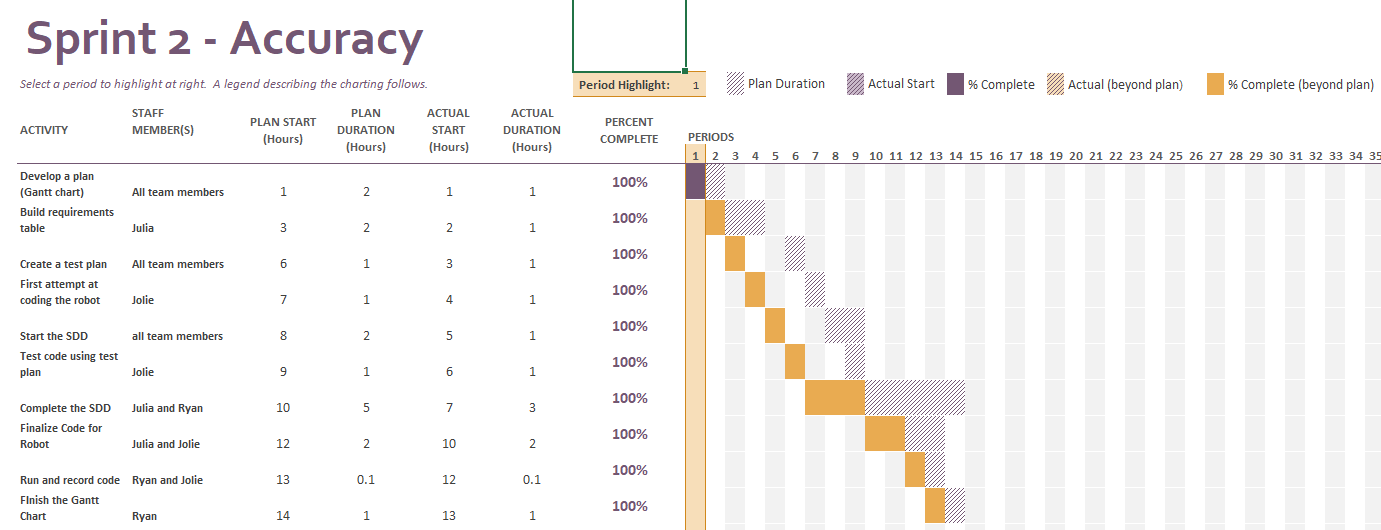 Sprint 2 - Accuracy
Select a period to highlight at right.  A legend describing the charting follows.
Period Highlight: 1
Plan Duration
Actual Start
% Complete
Actual (beyond plan)
% Complete (beyond plan)
ACTIVITY
STAFF
MEMBER(S)
PLAN START
(Hours)
PLAN
DURATION
(Hours)
ACTUAL
START
(Hours)
ACTUAL
DURATION
(Hours)
PERCENT
COMPLETE
PERIODS
1 2 3 4 5 6 7 8 9 10 11 12 13 14 15 16 17 18 19 20 21 22 23 24 25 26 27 28 29 30 31 32 33 34 35
Develop a plan
(Gantt chart) All team members 1 2 1 1 100%
Build requirements
table Julia 3 2 2 1 100%
Create a test plan All team members 6 1 3 1 100%
First attempt at
coding the robot Jolie 7 1 4 1 100%
Start the SDD all team members 8 2 5 1 100%
Test code using test
plan Jolie 9 1 6 1 100%
Complete the SDD Julia and Ryan 10 5 7 3 100%
Finalize Code for
Robot Julia and Jolie 12 2 10 2 100%
Run and record code Ryan and Jolie 13 0.1 12 0.1 100%
FInish the Gantt
Chart Ryan 14 1 13 1 100%